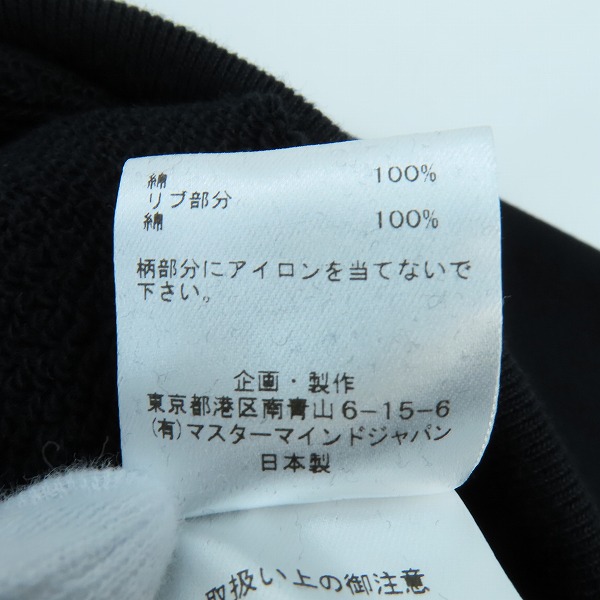 綿 100%
リブ部分
綿 100%
柄部分にアイロンを当てないで
下さい。
企画・製作
東京都港区南青山6-15-6
(有)マスターマインドジャパン
日本製
取扱い上の御注意